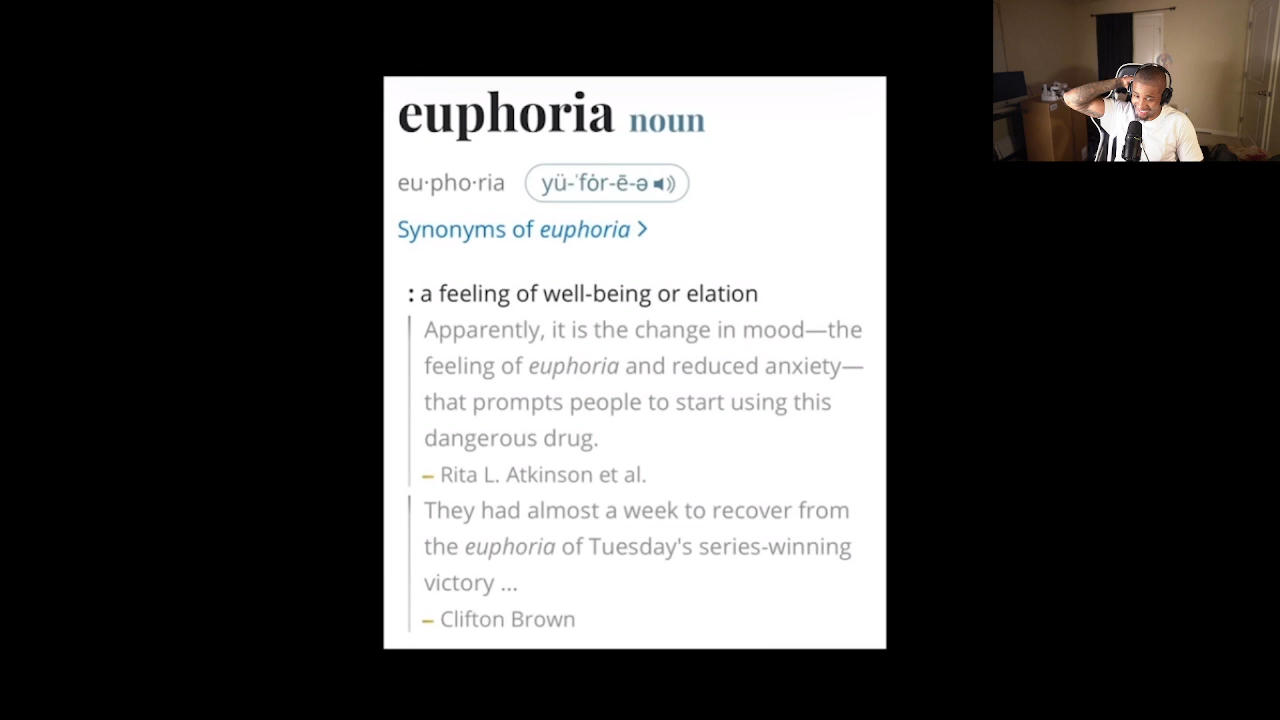 euphoria noun
eu·pho·ria yü-ˈfȯr-ē-ə
Synonyms of euphoria >
: a feeling of well-being or elation
Apparently, it is the change in mood—the
feeling of euphoria and reduced anxiety—
that prompts people to start using this
dangerous drug.
– Rita L. Atkinson et al.
They had almost a week to recover from
the euphoria of Tuesday's series-winning
victory ...
– Clifton Brown